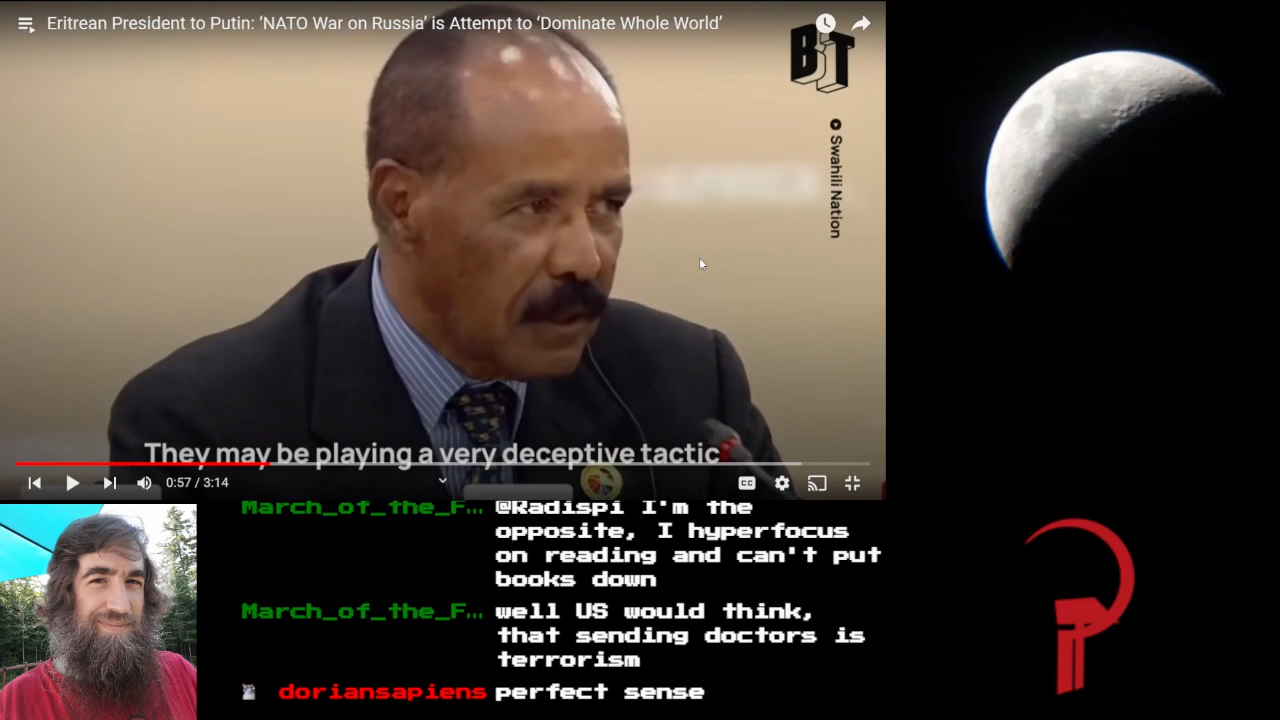 Eritrean President to Putin: ‘NATO War on Russia’ is Attempt to ‘Dominate Whole World’
BT
Swahili Nation
They may be playing a very deceptive tactic
0:57 / 3:14
CC
March_of_the_F... @Radispi I'm the
opposite, I hyperfocus
on reading and can't put
books down
March_of_the_F... well US would think,
that sending doctors is
terrorism
doriansapiens perfect sense